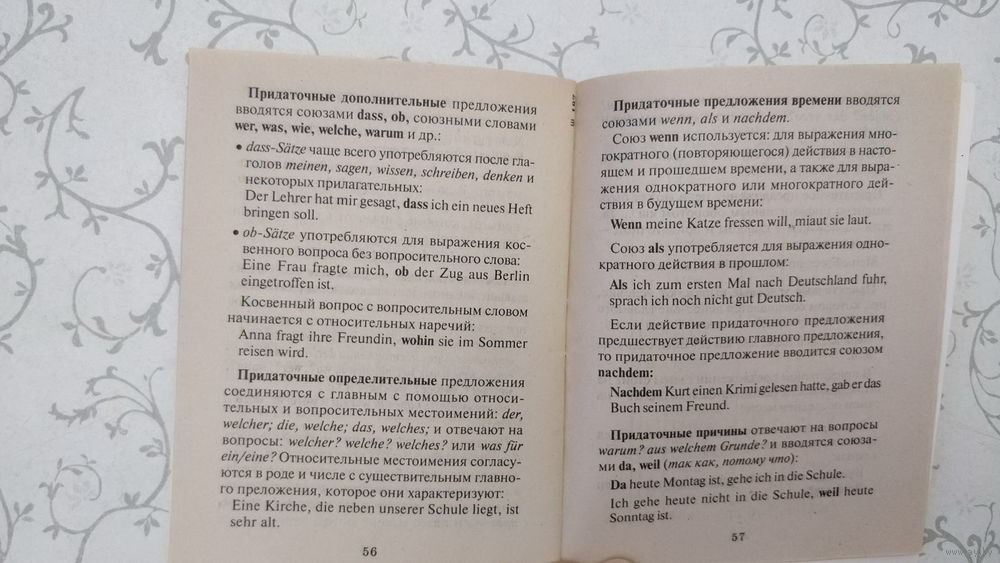 Придаточные дополнительные предложения
вводятся союзами dass, ob, союзными словами
wer, was, wie, welche, warum и др.:
• dass-Sätze чаще всего употребляются после гла-
голов meinen, sagen, wissen, schreiben, denken и
некоторых прилагательных:
Der Lehrer hat mir gesagt, dass ich ein neues Heft
bringen soll.
• ob-Sätze употребляются для выражения кос-
венного вопроса без вопросительного слова:
Eine Frau fragte mich, ob der Zug aus Berlin
eingetroffen ist.
Косвенный вопрос с вопросительным словом
начинается с относительных наречий:
Anna fragt ihre Freundin, wohin sie im Sommer
reisen wird.
Придаточные определительные предложения
соединяются с главным с помощью относи-
тельных и вопросительных местоимений: der,
welcher; die, welche; das, welches; и отвечают на
вопросы: welcher? welche? welches? или was für
ein/eine? Относительные местоимения согласу-
ются в роде и числе с существительным главно-
го преложения, которое они характеризуют:
Eine Kirche, die neben unserer Schule liegt, ist
sehr alt.
56
Придаточные предложения времени вводятся
союзами wenn, als и nachdem.
Союз wenn используется: для выражения мно-
гократного (повторяющегося) действия в насто-
ящем и прошедшем времени, а также для выра-
жения однократного или многократного дей-
ствия в будущем времени:
Wenn meine Katze fressen will, miaut sie laut.
Союз als употребляется для выражения одно-
кратного действия в прошлом:
Als ich zum ersten Mal nach Deutschland fuhr,
sprach ich noch nicht gut Deutsch.
Если действие придаточного предложения
предшествует действию главного предложения,
то придаточное предложение вводится союзом
nachdem:
Nachdem Kurt einen Krimi gelesen hatte, gab er das
Buch seinem Freund.
Придаточные причины отвечают на вопросы
warum? aus welchem Grunde? и вводятся союза-
ми da, weil (так как, потому что):
Da heute Montag ist, gehe ich in die Schule.
Ich gehe heute nicht in die Schule, weil heute
Sonntag ist.
57